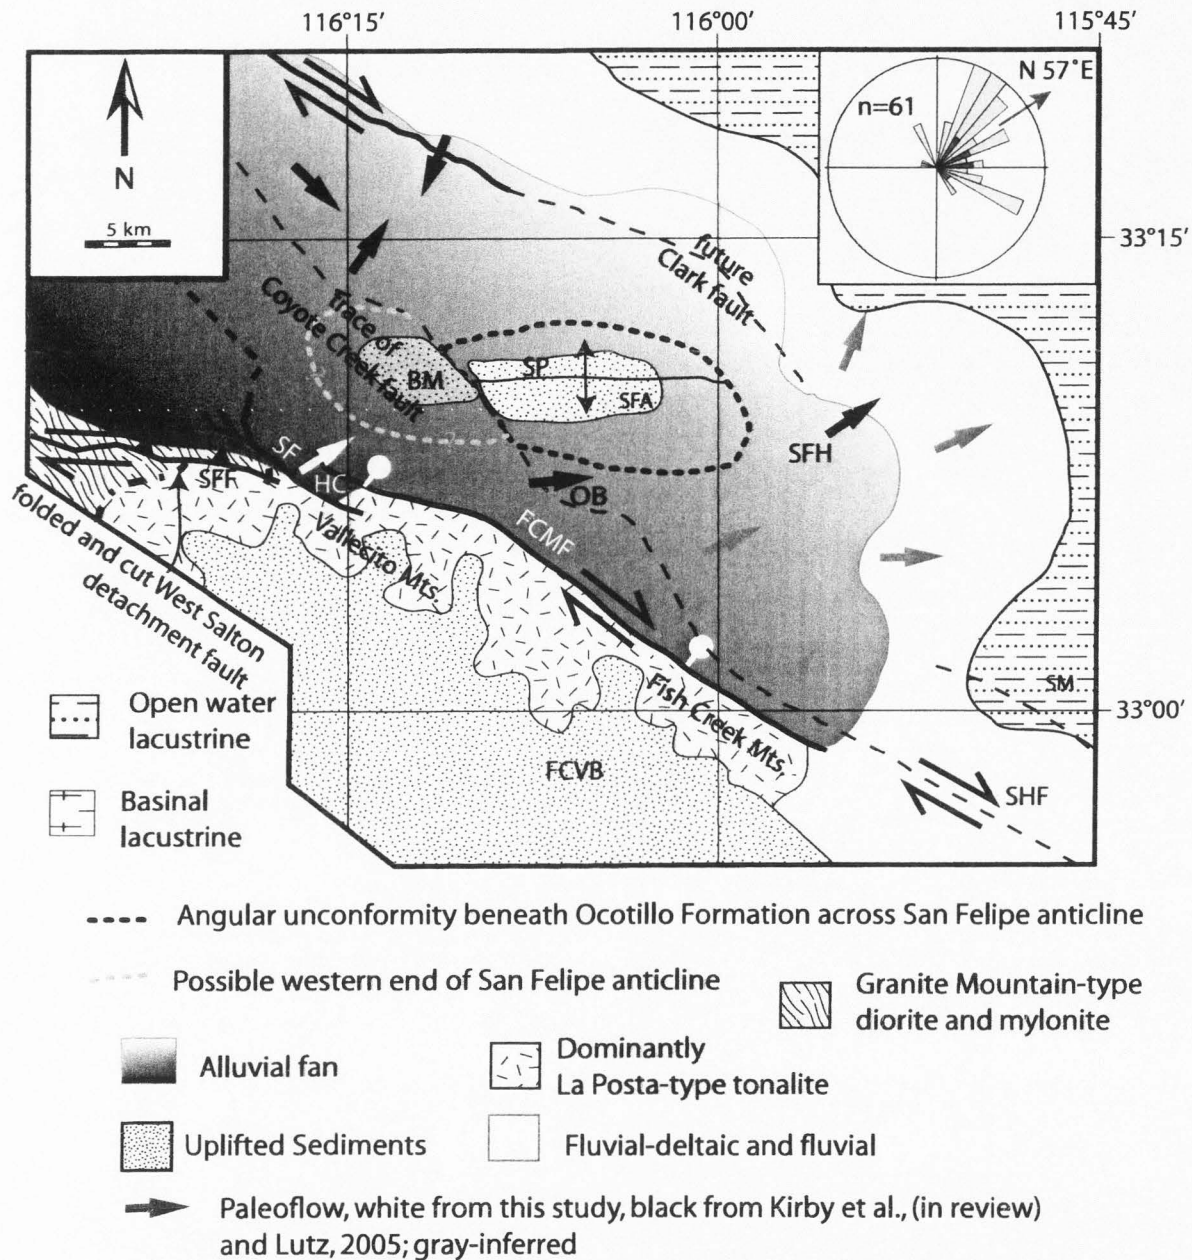 116°15'
116°00'
115°45'
N
5 km
n=61
N 57°E
33°15'
future
Clark fault
trace of
Coyote Creek fault
BM
SP
SFA
SFH
SF
HC
SFF
OB
FCMF
Vallecito Mts.
folded and cut West Salton
detachment fault
Fish Creek Mts.
SM
33°00'
FCVB
SHF
Open water
lacustrine
Basinal
lacustrine
Angular unconformity beneath Ocotillo Formation across San Felipe anticline
Possible western end of San Felipe anticline
Granite Mountain-type
diorite and mylonite
Alluvial fan
Dominantly
La Posta-type tonalite
Uplifted Sediments
Fluvial-deltaic and fluvial
Paleoflow, white from this study, black from Kirby et al., (in review)
and Lutz, 2005; gray-inferred